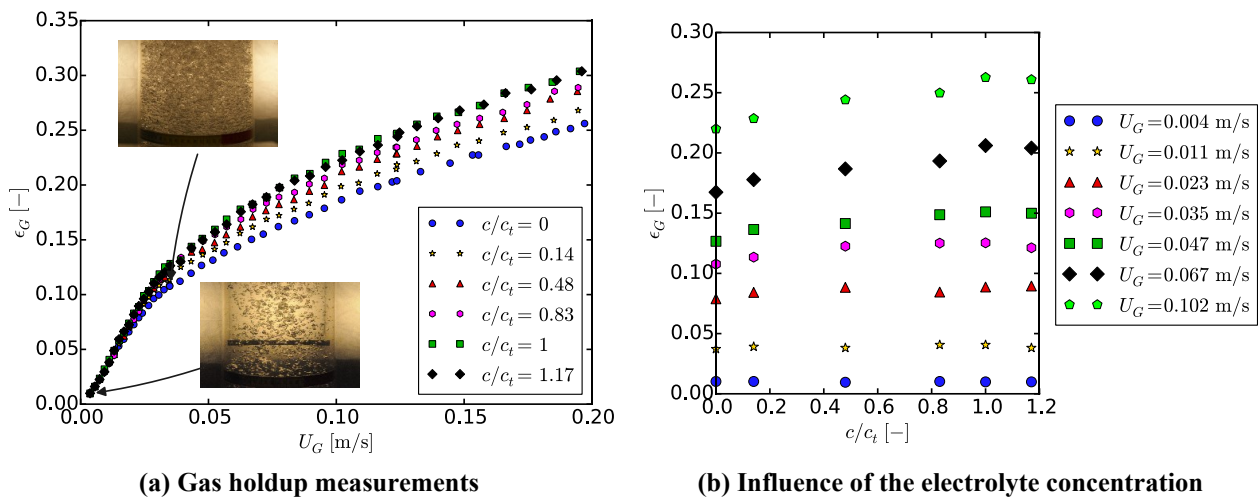 0.35
0.30
0.25
0.20
0.15
0.10
0.05
0.00
ϵ_G [−]
0.00 0.05 0.10 0.15 0.20
U_G [m/s]
c/c_t = 0
c/c_t = 0.14
c/c_t = 0.48
c/c_t = 0.83
c/c_t = 1
c/c_t = 1.17
(a) Gas holdup measurements
0.30
0.25
0.20
0.15
0.10
0.05
0.00
ϵ_G [−]
0.0 0.2 0.4 0.6 0.8 1.0 1.2
c/c_t [−]
U_G=0.004 m/s
U_G=0.011 m/s
U_G=0.023 m/s
U_G=0.035 m/s
U_G=0.047 m/s
U_G=0.067 m/s
U_G=0.102 m/s
(b) Influence of the electrolyte concentration